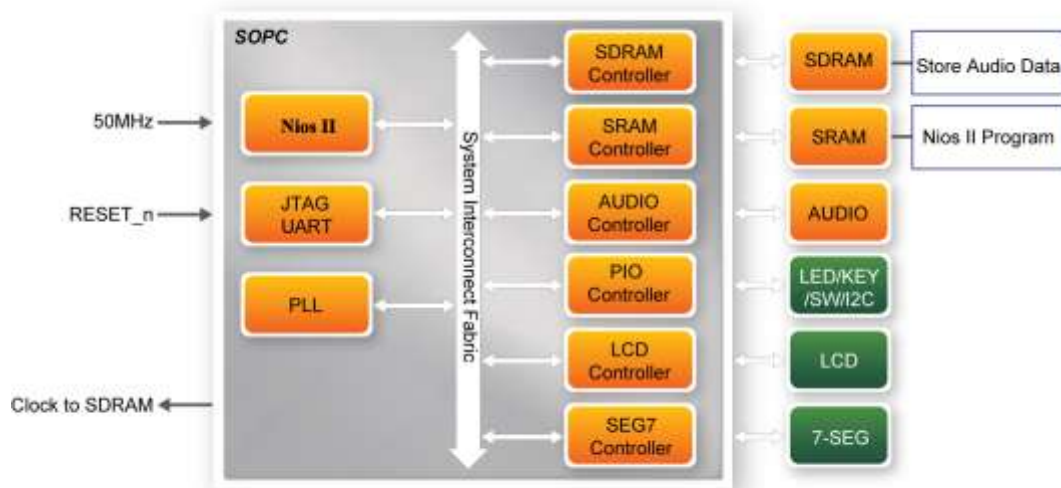 SOPC
50MHz
RESET_n
Clock to SDRAM
Nios II
JTAG
UART
PLL
System Interconnect Fabric
SDRAM
Controller
SRAM
Controller
AUDIO
Controller
PIO
Controller
LCD
Controller
SEG7
Controller
SDRAM
SRAM
AUDIO
LED/KEY
/SW/I2C
LCD
7-SEG
Store Audio Data
Nios II Program